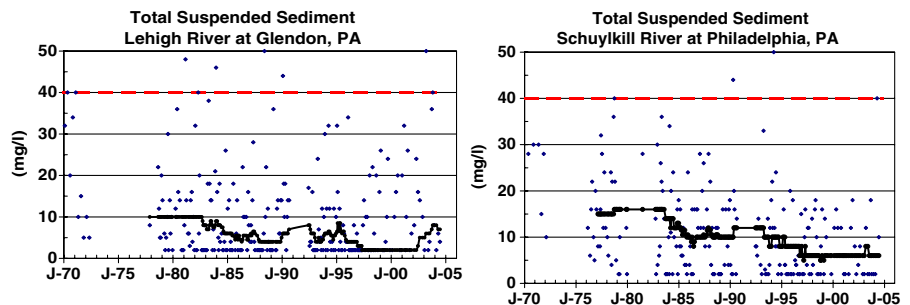 Total Suspended Sediment
Lehigh River at Glendon, PA
(mg/l)
50
40
30
20
10
0
J-70 J-75 J-80 J-85 J-90 J-95 J-00 J-05
Total Suspended Sediment
Schuylkill River at Philadelphia, PA
(mg/l)
50
40
30
20
10
0
J-70 J-75 J-80 J-85 J-90 J-95 J-00 J-05